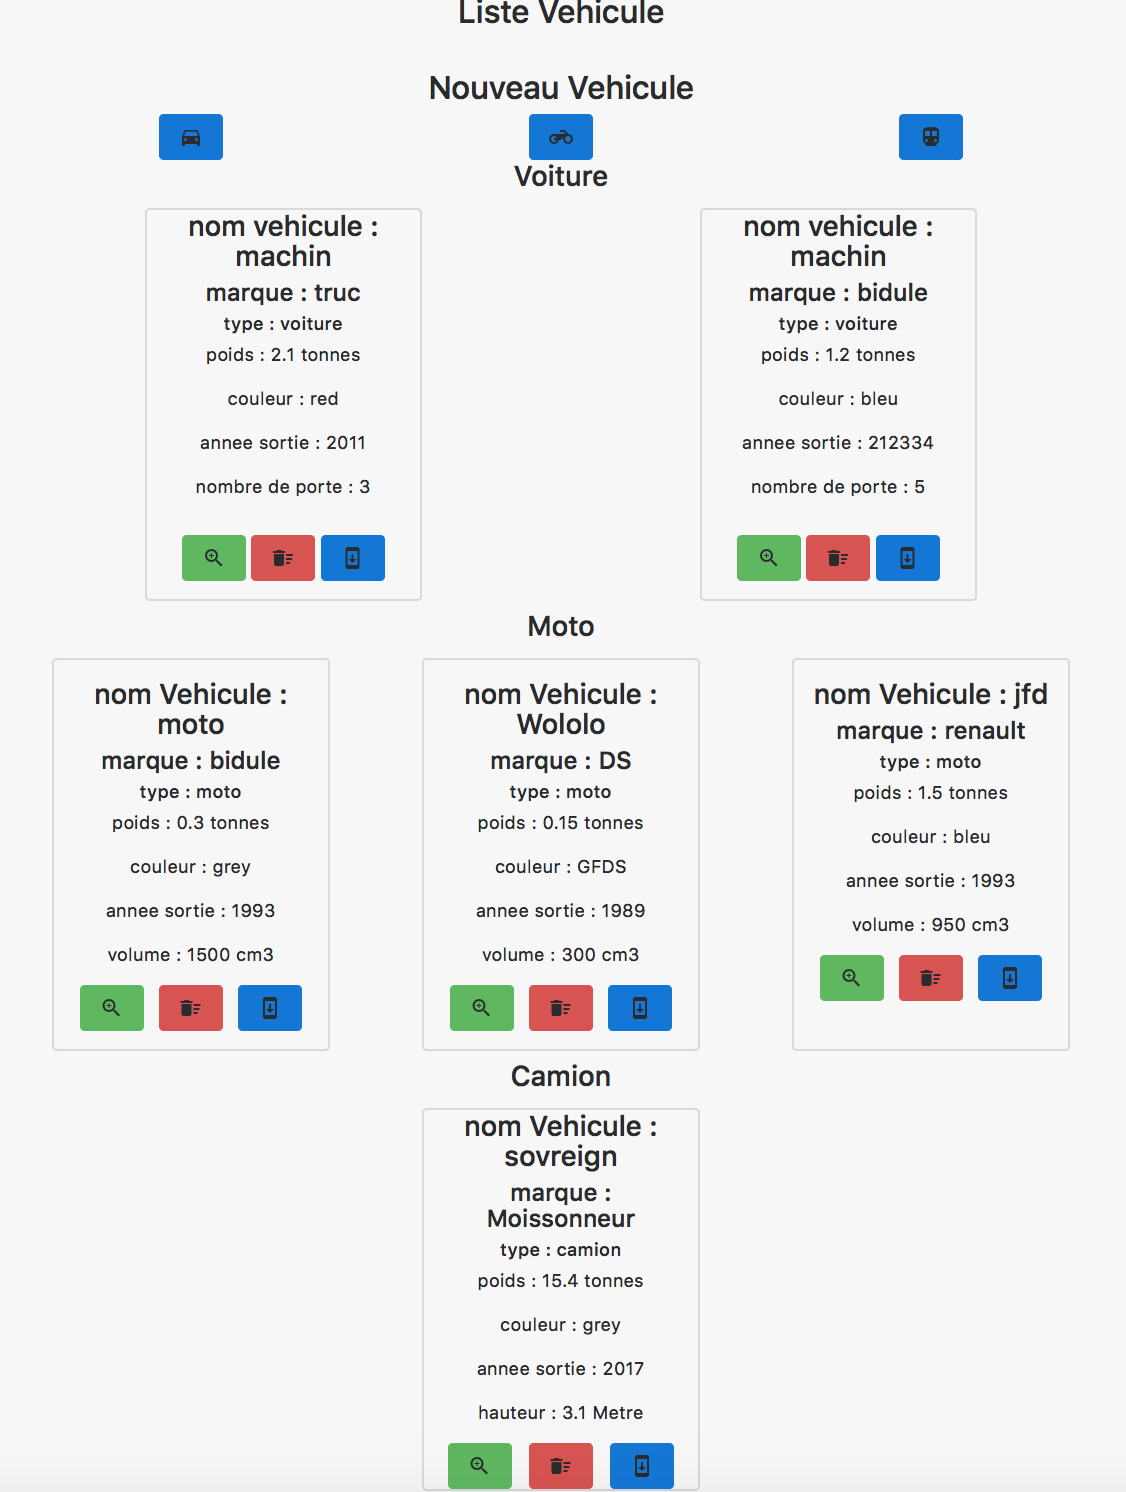 Liste Vehicule
Nouveau Vehicule
Voiture
nom vehicule :
machin
marque : truc
type : voiture
poids : 2.1 tonnes
couleur : red
annee sortie : 2011
nombre de porte : 3
nom vehicule :
machin
marque : bidule
type : voiture
poids : 1.2 tonnes
couleur : bleu
annee sortie : 212334
nombre de porte : 5
Moto
nom Vehicule :
moto
marque : bidule
type : moto
poids : 0.3 tonnes
couleur : grey
annee sortie : 1993
volume : 1500 cm3
nom Vehicule :
Wololo
marque : DS
type : moto
poids : 0.15 tonnes
couleur : GFDS
annee sortie : 1989
volume : 300 cm3
nom Vehicule : jfd
marque : renault
type : moto
poids : 1.5 tonnes
couleur : bleu
annee sortie : 1993
volume : 950 cm3
Camion
nom Vehicule :
sovreign
marque :
Moissonneur
type : camion
poids : 15.4 tonnes
couleur : grey
annee sortie : 2017
hauteur : 3.1 Metre